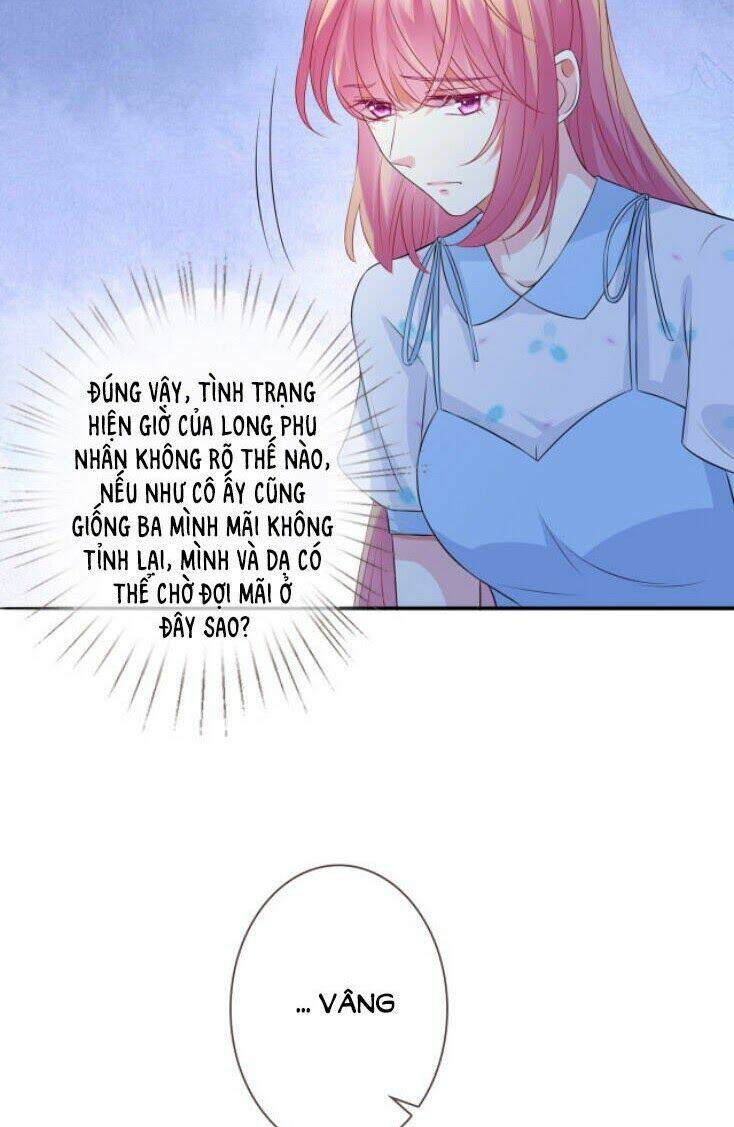 ĐÚNG VẬY, TÌNH TRẠNG
HIỆN GIỜ CỦA LONG PHU
NHÂN KHÔNG RÕ THẾ NÀO,
NẾU NHƯ CÔ ẤY CŨNG
GIỐNG BA MÌNH MÃI KHÔNG
TỈNH LẠI, MÌNH VÀ DẠ CÓ
THỂ CHỜ ĐỢI MÃI Ở
ĐÂY SAO?
... VÂNG